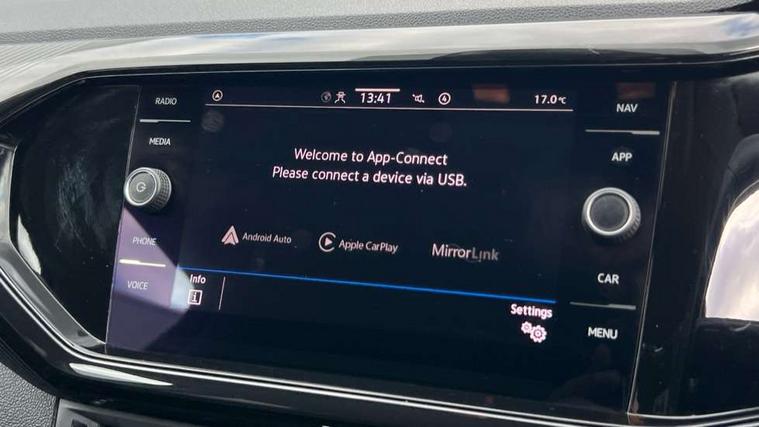 RADIO
MEDIA
PHONE
VOICE
13:41
4
17.0°C
Welcome to App-Connect
Please connect a device via USB.
Android Auto
Apple CarPlay
MirrorLink
Info
i
Settings
NAV
APP
CAR
MENU